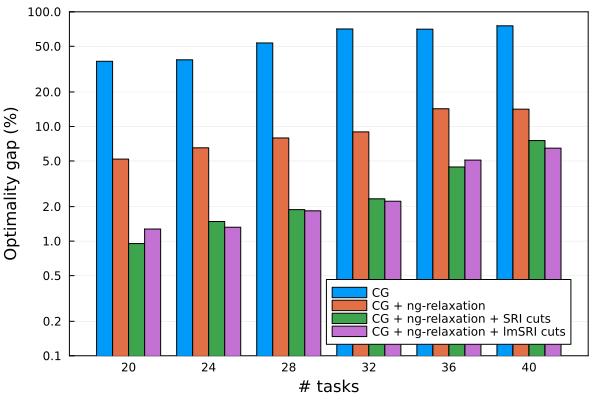 100.0
50.0
20.0
10.0
5.0
2.0
1.0
0.5
0.2
0.1
Optimality gap (%)
CG
CG + ng-relaxation
CG + ng-relaxation + SRI cuts
CG + ng-relaxation + lmSRI cuts
20 24 28 32 36 40
# tasks